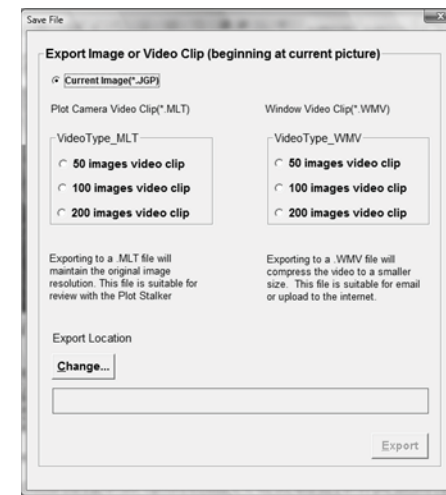 Save File
Export Image or Video Clip (beginning at current picture)
Current Image(*.JGP)
Plot Camera Video Clip(*.MLT)
Window Video Clip(*.WMV)
VideoType_MLT
50 images video clip
100 images video clip
200 images video clip
VideoType_WMV
50 images video clip
100 images video clip
200 images video clip
Exporting to a .MLT file will
maintain the original image
resolution. This file is suitable for
review with the Plot Stalker
Exporting to a .WMV file will
compress the video to a smaller
size. This file is suitable for email
or upload to the internet.
Export Location
Change...
Export